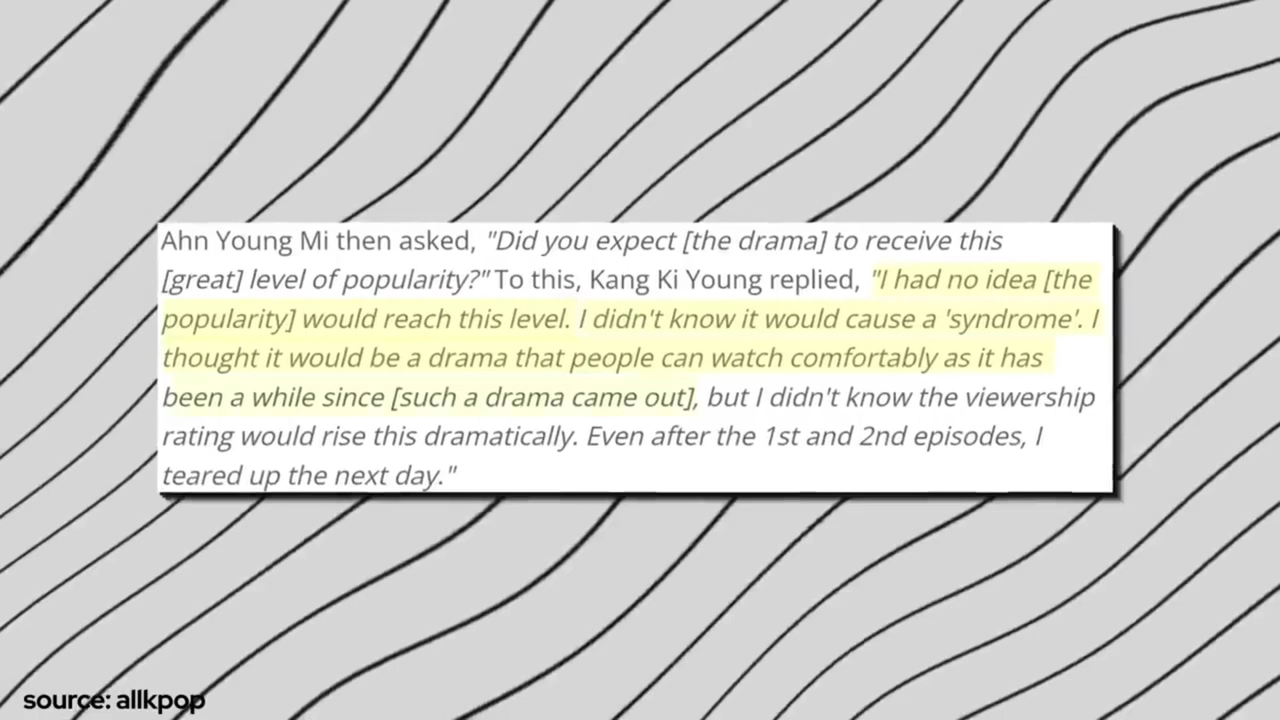 Ahn Young Mi then asked, "Did you expect [the drama] to receive this
[great] level of popularity?" To this, Kang Ki Young replied, "I had no idea [the
popularity] would reach this level. I didn't know it would cause a 'syndrome'. I
thought it would be a drama that people can watch comfortably as it has
been a while since [such a drama came out], but I didn't know the viewership
rating would rise this dramatically. Even after the 1st and 2nd episodes, I
teared up the next day."
source: allkpop